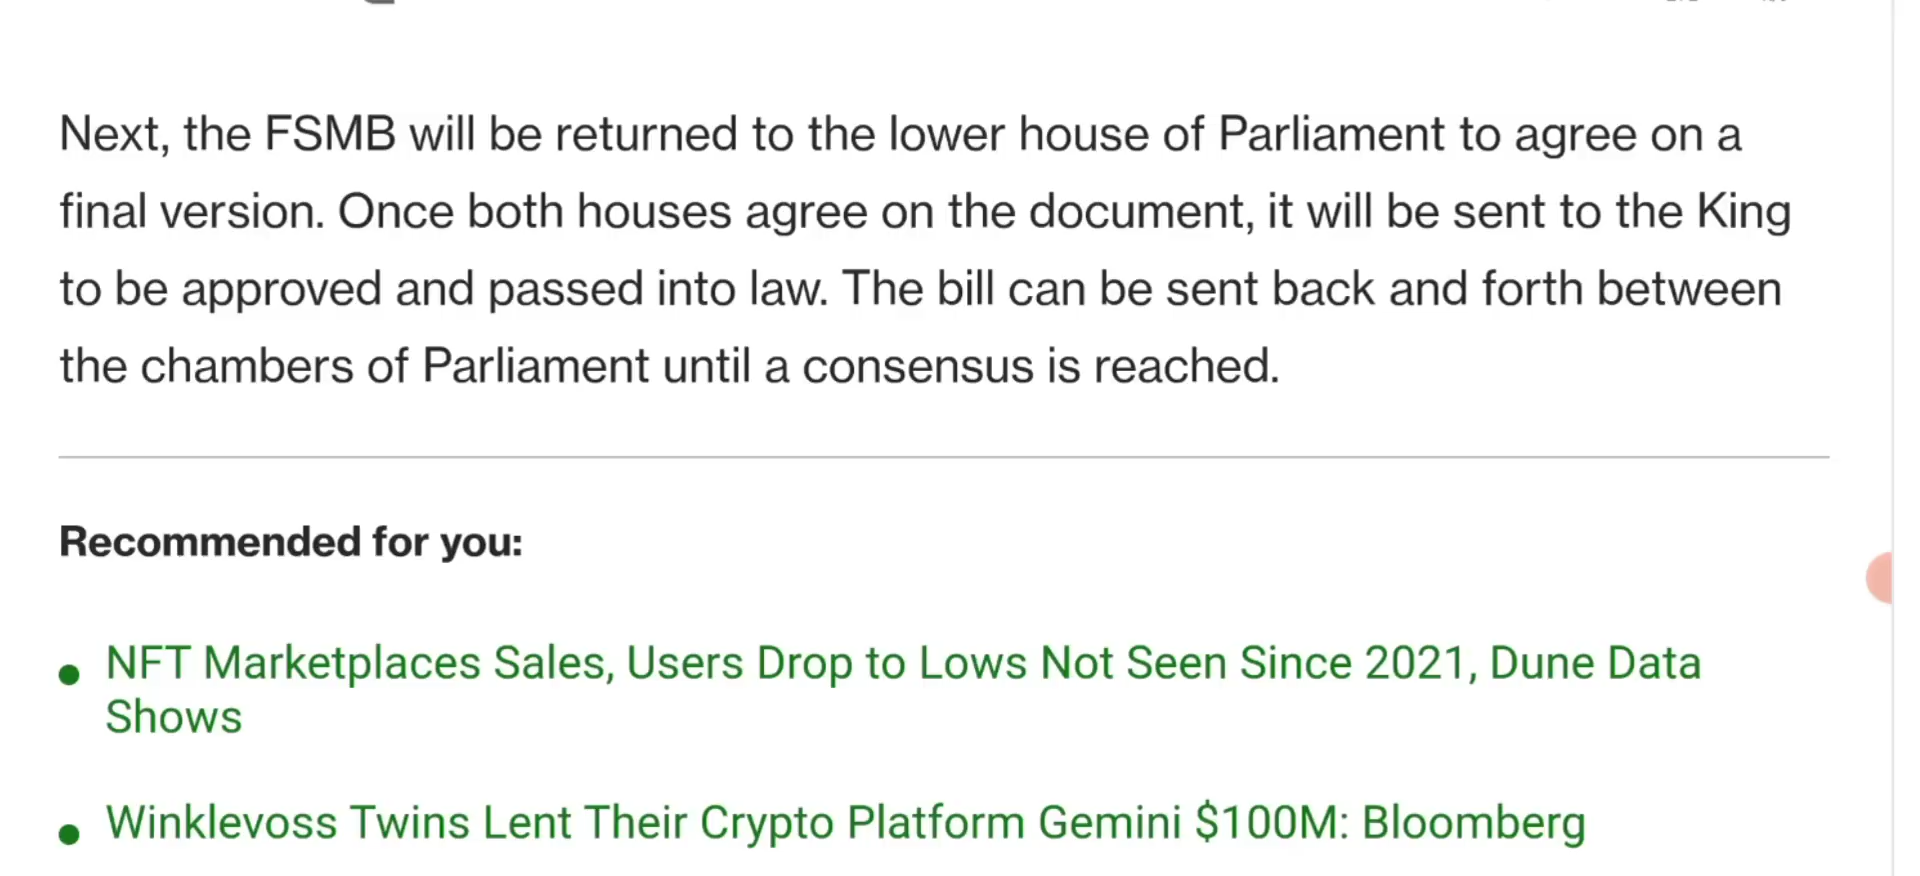 Next, the FSMB will be returned to the lower house of Parliament to agree on a
final version. Once both houses agree on the document, it will be sent to the King
to be approved and passed into law. The bill can be sent back and forth between
the chambers of Parliament until a consensus is reached.
Recommended for you:
NFT Marketplaces Sales, Users Drop to Lows Not Seen Since 2021, Dune Data
Shows
Winklevoss Twins Lent Their Crypto Platform Gemini $100M: Bloomberg